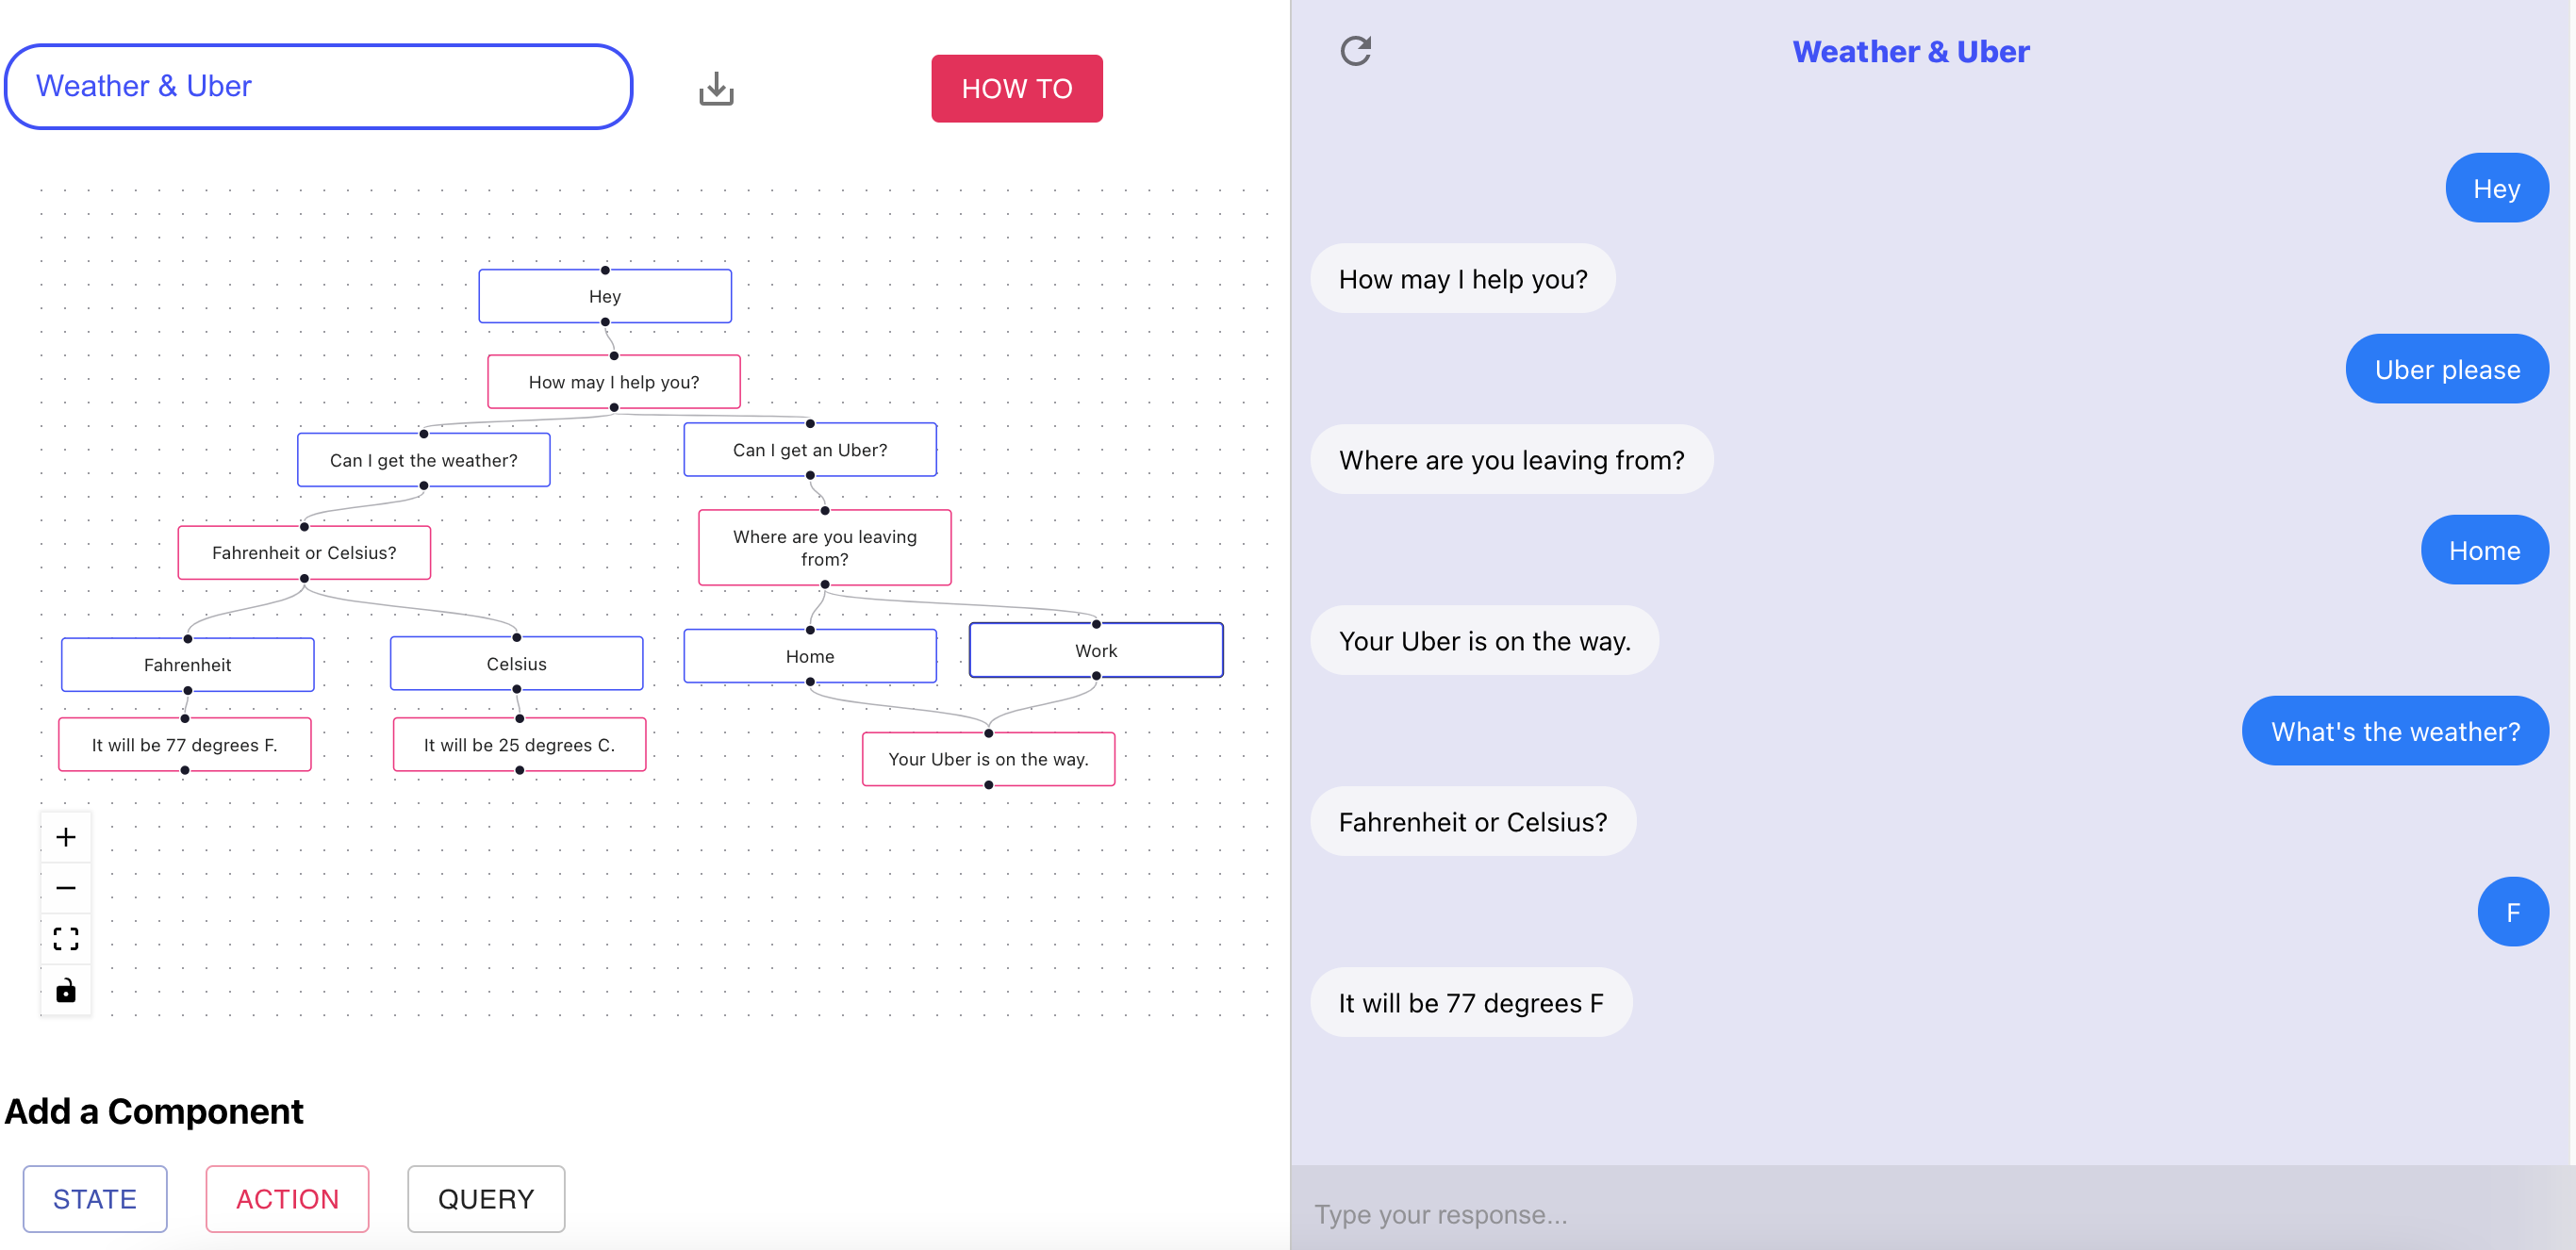 Weather & Uber
HOW TO
Hey
How may I help you?
Can I get the weather?
Can I get an Uber?
Fahrenheit or Celsius?
Where are you leaving
from?
Fahrenheit
Celsius
Home
Work
It will be 77 degrees F.
It will be 25 degrees C.
Your Uber is on the way.
Add a Component
STATE
ACTION
QUERY
Weather & Uber
Hey
How may I help you?
Uber please
Where are you leaving from?
Home
Your Uber is on the way.
What's the weather?
Fahrenheit or Celsius?
F
It will be 77 degrees F
Type your response...